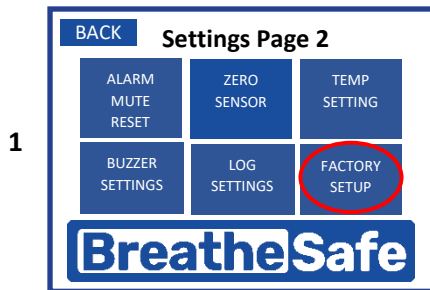 BACK
Settings Page 2
ALARM
MUTE
RESET
ZERO
SENSOR
TEMP
SETTING
1
BUZZER
SETTINGS
LOG
SETTINGS
FACTORY
SETUP
BreatheSafe